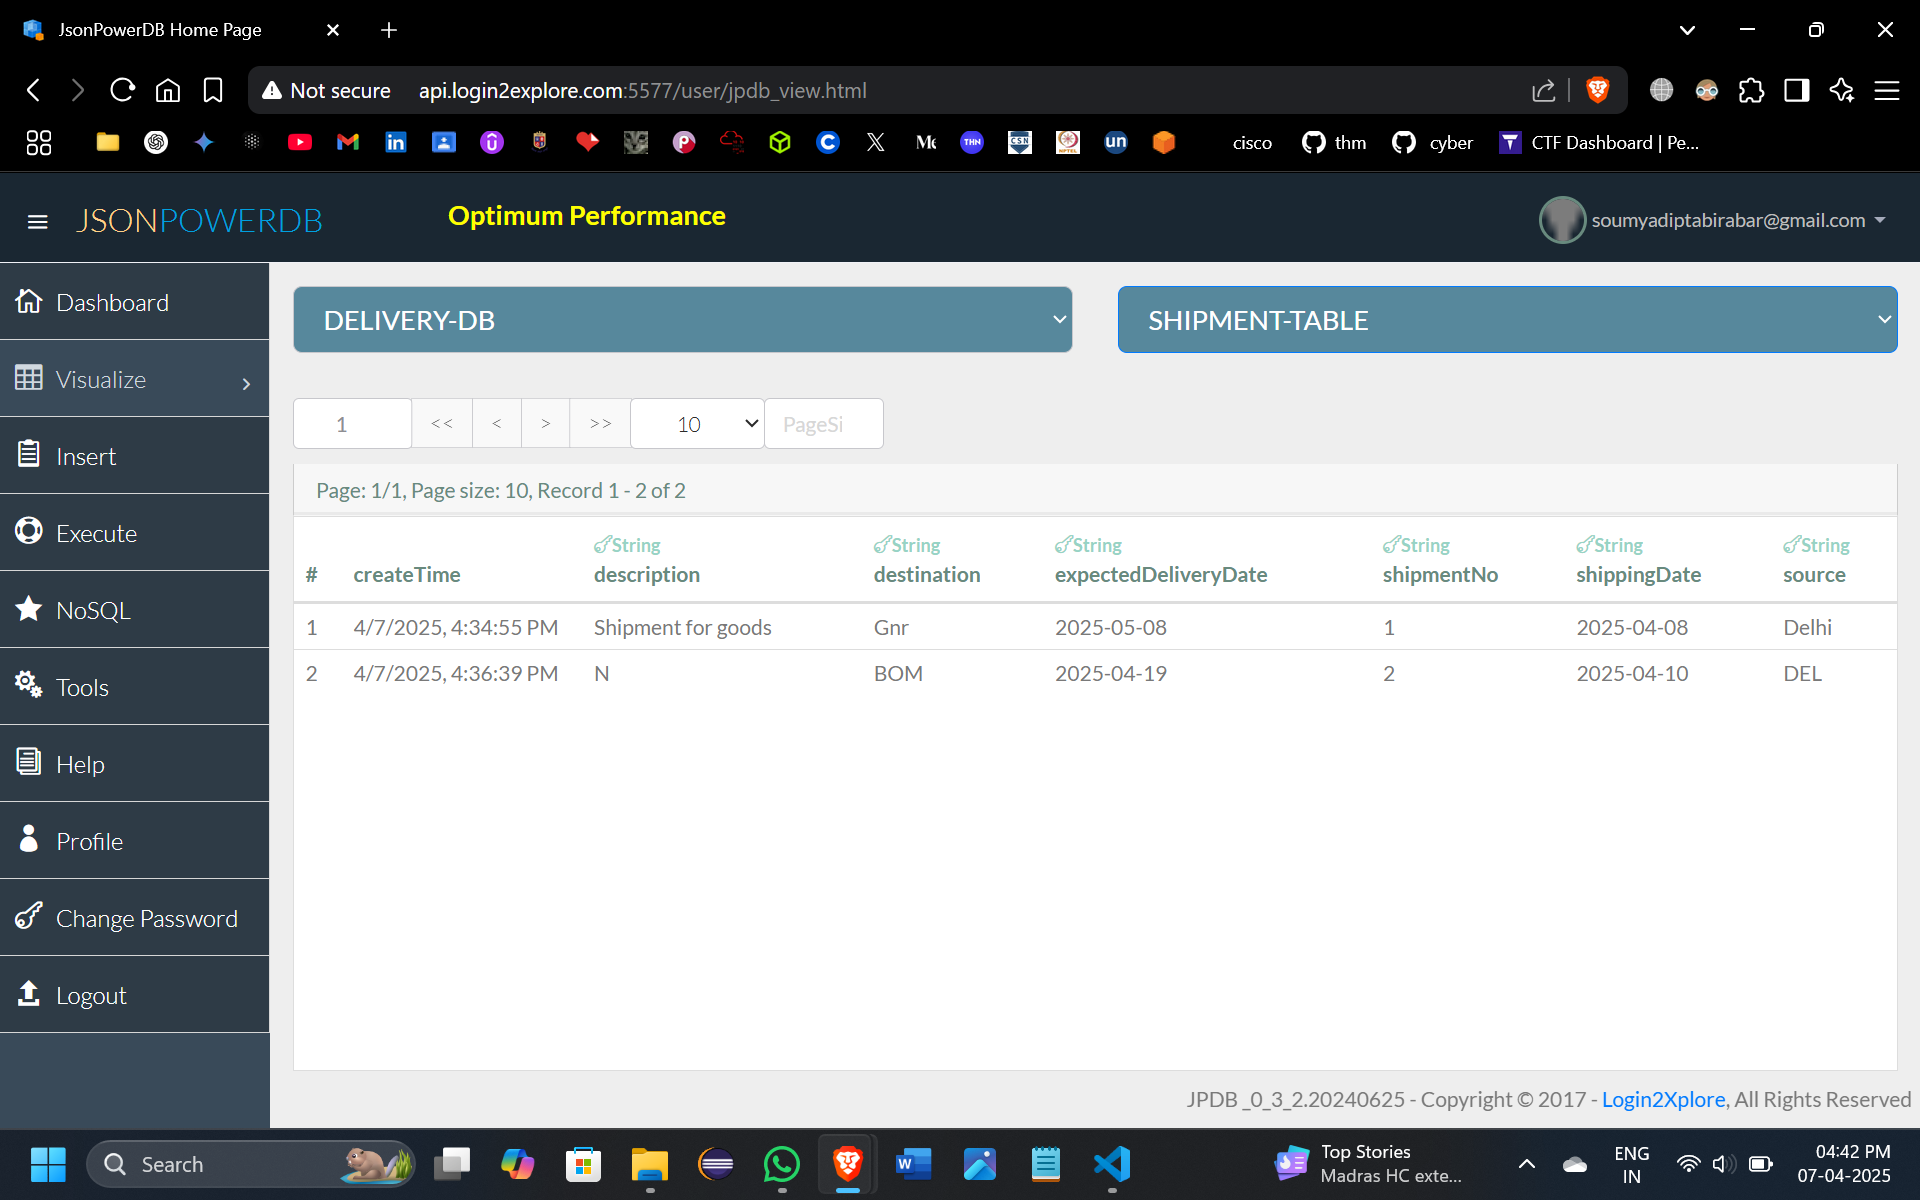 JsonPowerDB Home Page
Not secure api.login2explore.com:5577/user/jpdb_view.html
cisco thm cyber CTF Dashboard | Pe...
JSONPOWERDB Optimum Performance soumyadiptabirabar@gmail.com
Dashboard
Visualize
Insert
Execute
NoSQL
Tools
Help
Profile
Change Password
Logout
DELIVERY-DB SHIPMENT-TABLE
1 << < > >> 10 PageSi
Page: 1/1, Page size: 10, Record 1 - 2 of 2
String String String String String String
# createTime description destination expectedDeliveryDate shipmentNo shippingDate source
1 4/7/2025, 4:34:55 PM Shipment for goods Gnr 2025-05-08 1 2025-04-08 Delhi
2 4/7/2025, 4:36:39 PM N BOM 2025-04-19 2 2025-04-10 DEL
JPDB _0_3_2.20240625 - Copyright © 2017 - Login2Xplore, All Rights Reserved
Search
Top Stories
Madras HC exte...
ENG
IN
04:42 PM
07-04-2025